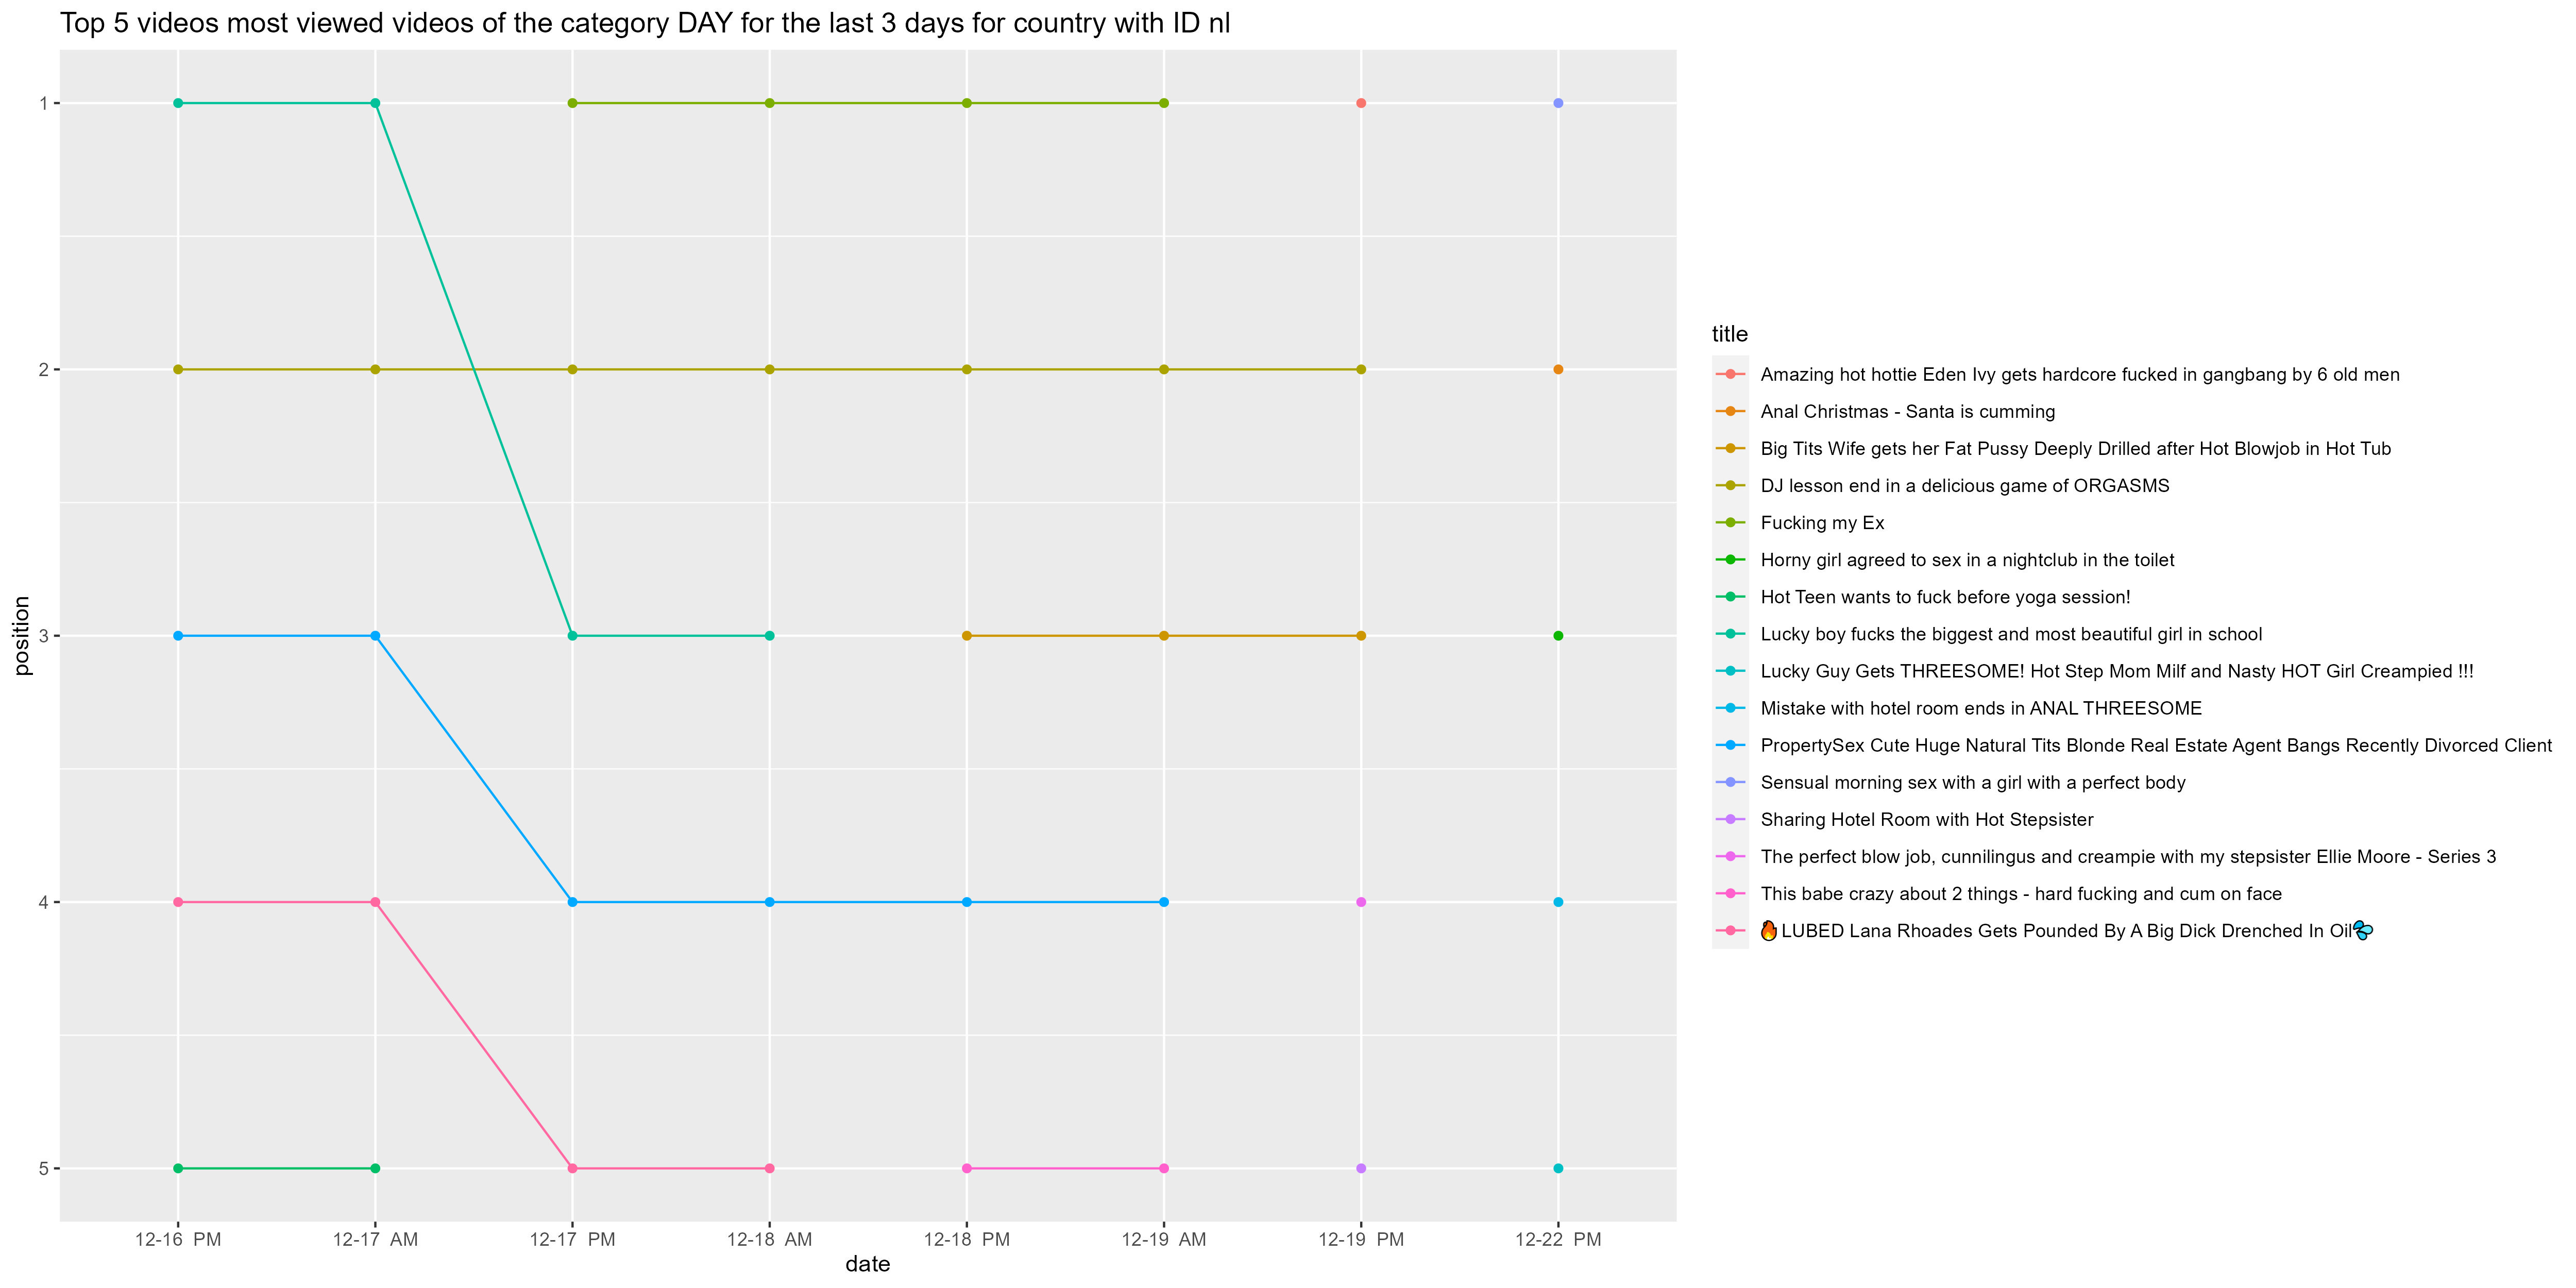 Top 5 videos most viewed videos of the category DAY for the last 3 days for country with ID nl
position
1
2
3
4
5
12-16 PM
12-17 AM
12-17 PM
12-18 AM
12-18 PM
12-19 AM
12-19 PM
12-22 PM
date
title
Amazing hot hottie Eden Ivy gets hardcore fucked in gangbang by 6 old men
Anal Christmas - Santa is cumming
Big Tits Wife gets her Fat Pussy Deeply Drilled after Hot Blowjob in Hot Tub
DJ lesson end in a delicious game of ORGASMS
Fucking my Ex
Horny girl agreed to sex in a nightclub in the toilet
Hot Teen wants to fuck before yoga session!
Lucky boy fucks the biggest and most beautiful girl in school
Lucky Guy Gets THREESOME! Hot Step Mom Milf and Nasty HOT Girl Creampied !!!
Mistake with hotel room ends in ANAL THREESOME
PropertySex Cute Huge Natural Tits Blonde Real Estate Agent Bangs Recently Divorced Client
Sensual morning sex with a girl with a perfect body
Sharing Hotel Room with Hot Stepsister
The perfect blow job, cunnilingus and creampie with my stepsister Ellie Moore - Series 3
This babe crazy about 2 things - hard fucking and cum on face
🔥LUBED Lana Rhoades Gets Pounded By A Big Dick Drenched In Oil💦